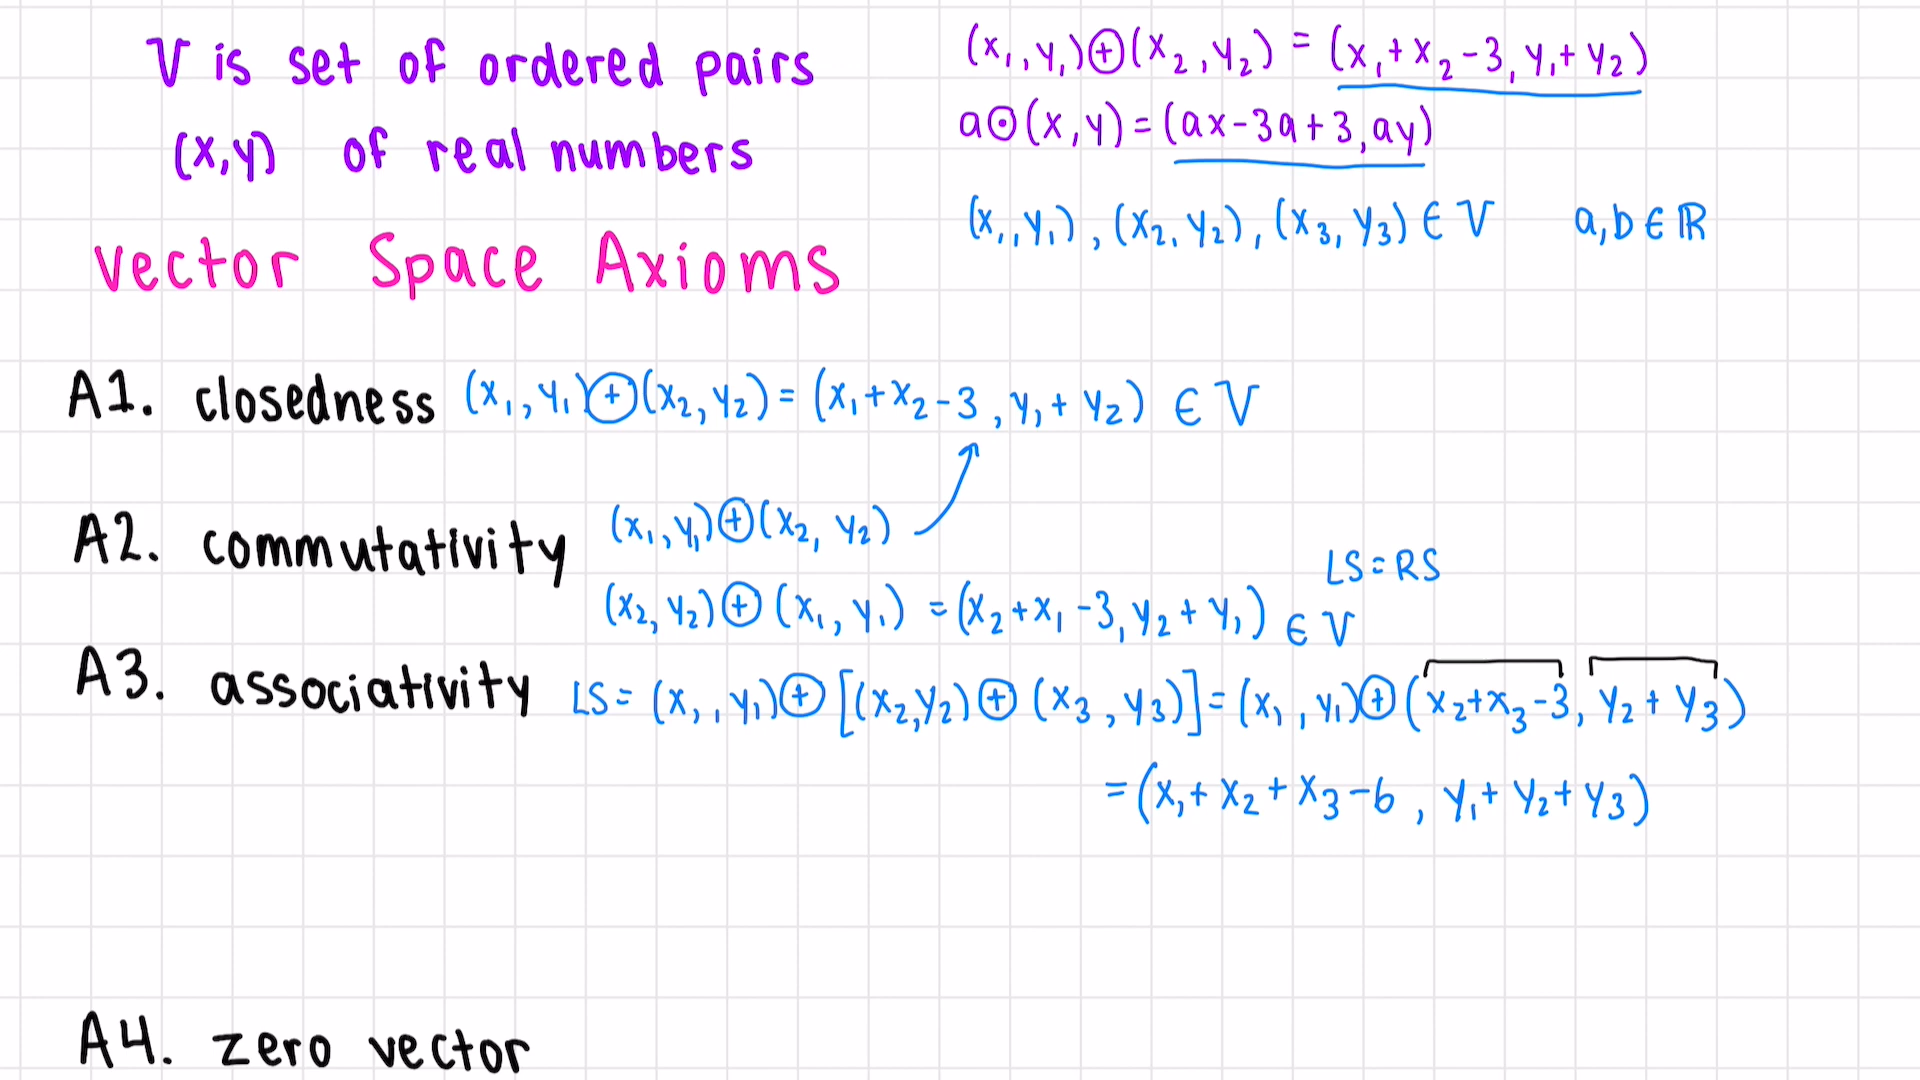 V is set of ordered pairs
(x,y) of real numbers
(x₁,y₁)⊕(x₂,y₂) = (x₁+x₂-3, y₁+y₂)
a⊙(x,y)=(ax-3a+3,ay)
(x₁,y₁), (x₂,y₂), (x₃,y₃) ∈ V a,b ∈ ℝ
Vector Space Axioms
A1. closedness (x₁,y₁)⊕(x₂,y₂)= (x₁+x₂-3, y₁+y₂) ∈ V
A2. commutativity (x₁,y₁)⊕(x₂,y₂)
LS=RS
(x₂,y₂)⊕(x₁,y₁) =(x₂+x₁-3, y₂+y₁) ∈ V
A3. associativity LS= (x₁,y₁)⊕[(x₂,y₂)⊕(x₃,y₃)]=(x₁,y₁)⊕(x₂+x₃-3, y₂+y₃)
=(x₁+x₂+x₃-6, y₁+y₂+y₃)
A4. zero vector